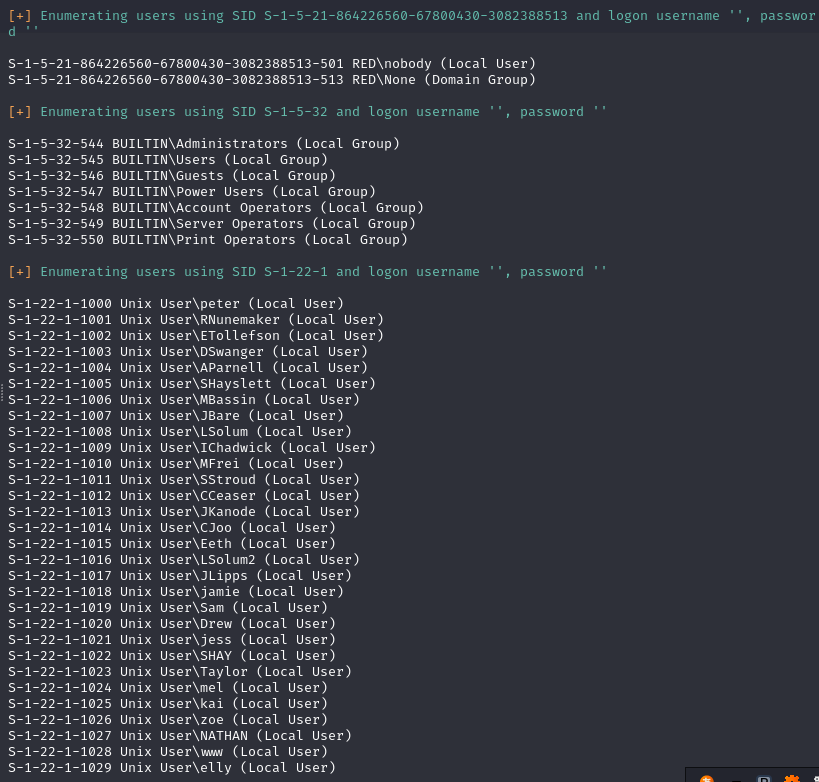 [+] Enumerating users using SID S-1-5-21-864226560-67800430-3082388513 and logon username '', passwor
d ''
S-1-5-21-864226560-67800430-3082388513-501 RED\nobody (Local User)
S-1-5-21-864226560-67800430-3082388513-513 RED\None (Domain Group)
[+] Enumerating users using SID S-1-5-32 and logon username '', password ''
S-1-5-32-544 BUILTIN\Administrators (Local Group)
S-1-5-32-545 BUILTIN\Users (Local Group)
S-1-5-32-546 BUILTIN\Guests (Local Group)
S-1-5-32-547 BUILTIN\Power Users (Local Group)
S-1-5-32-548 BUILTIN\Account Operators (Local Group)
S-1-5-32-549 BUILTIN\Server Operators (Local Group)
S-1-5-32-550 BUILTIN\Print Operators (Local Group)
[+] Enumerating users using SID S-1-22-1 and logon username '', password ''
S-1-22-1-1000 Unix User\peter (Local User)
S-1-22-1-1001 Unix User\RNunemaker (Local User)
S-1-22-1-1002 Unix User\ETollefson (Local User)
S-1-22-1-1003 Unix User\DSwanger (Local User)
S-1-22-1-1004 Unix User\AParnell (Local User)
S-1-22-1-1005 Unix User\SHayslett (Local User)
S-1-22-1-1006 Unix User\MBassin (Local User)
S-1-22-1-1007 Unix User\JBare (Local User)
S-1-22-1-1008 Unix User\LSolum (Local User)
S-1-22-1-1009 Unix User\IChadwick (Local User)
S-1-22-1-1010 Unix User\MFrei (Local User)
S-1-22-1-1011 Unix User\SStroud (Local User)
S-1-22-1-1012 Unix User\CCeaser (Local User)
S-1-22-1-1013 Unix User\JKanode (Local User)
S-1-22-1-1014 Unix User\CJoo (Local User)
S-1-22-1-1015 Unix User\Eeth (Local User)
S-1-22-1-1016 Unix User\LSolum2 (Local User)
S-1-22-1-1017 Unix User\JLipps (Local User)
S-1-22-1-1018 Unix User\jamie (Local User)
S-1-22-1-1019 Unix User\Sam (Local User)
S-1-22-1-1020 Unix User\Drew (Local User)
S-1-22-1-1021 Unix User\jess (Local User)
S-1-22-1-1022 Unix User\SHAY (Local User)
S-1-22-1-1023 Unix User\Taylor (Local User)
S-1-22-1-1024 Unix User\mel (Local User)
S-1-22-1-1025 Unix User\kai (Local User)
S-1-22-1-1026 Unix User\zoe (Local User)
S-1-22-1-1027 Unix User\NATHAN (Local User)
S-1-22-1-1028 Unix User\www (Local User)
S-1-22-1-1029 Unix User\elly (Local User)